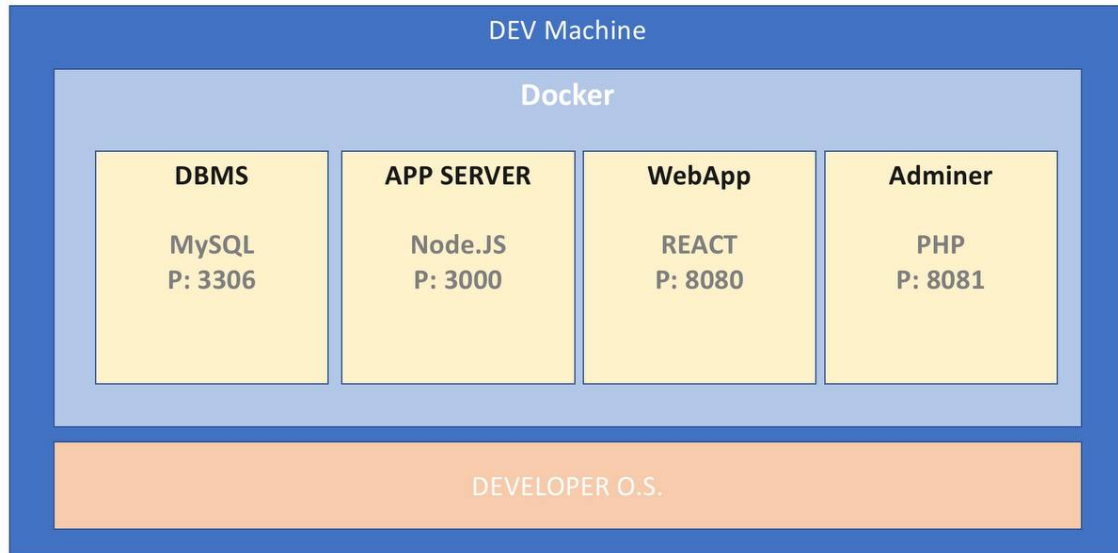 DEV Machine
Docker
DBMS
MySQL
P: 3306
APP SERVER
Node.JS
P: 3000
WebApp
REACT
P: 8080
Adminer
PHP
P: 8081
DEVELOPER O.S.